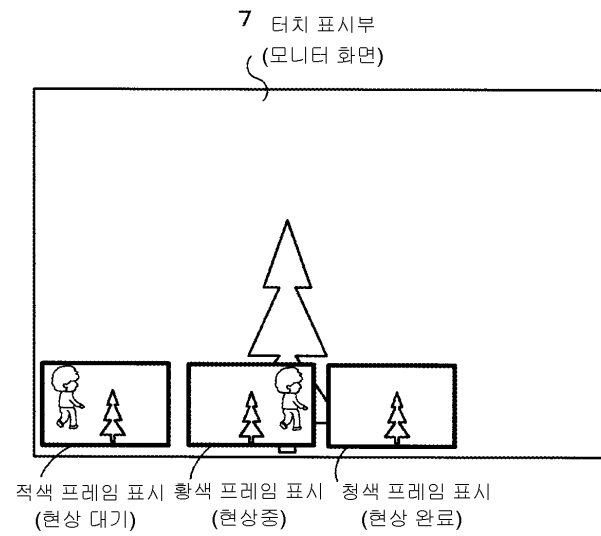 7 터치 표시부
(모니터 화면)
적색 프레임 표시 황색 프레임 표시 청색 프레임 표시
(현상 대기) (현상중) (현상 완료)